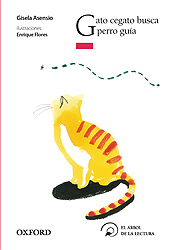 Gisela Asensio
Ilustraciones:
Enrique Flores
Gato cegato busca
perro guía
OXFORD
EL ÁRBOL
DE LA LECTURA